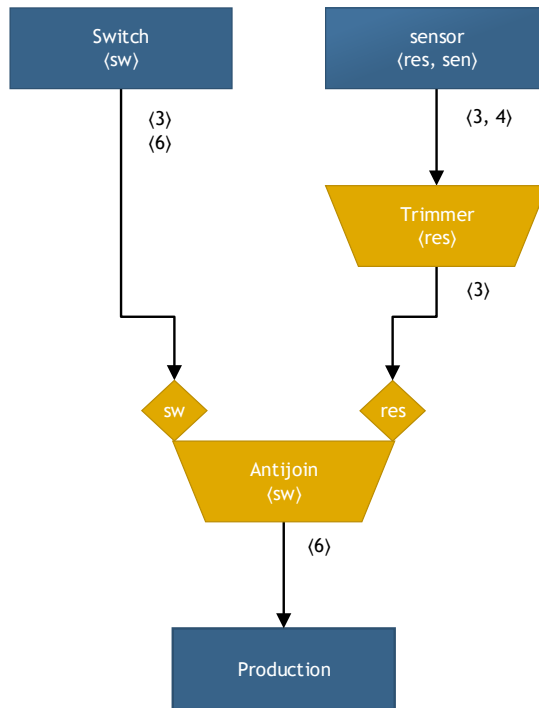 Switch
⟨sw⟩
sensor
⟨res, sen⟩
⟨3⟩
⟨6⟩
⟨3, 4⟩
Trimmer
⟨res⟩
⟨3⟩
sw
res
Antijoin
⟨sw⟩
⟨6⟩
Production